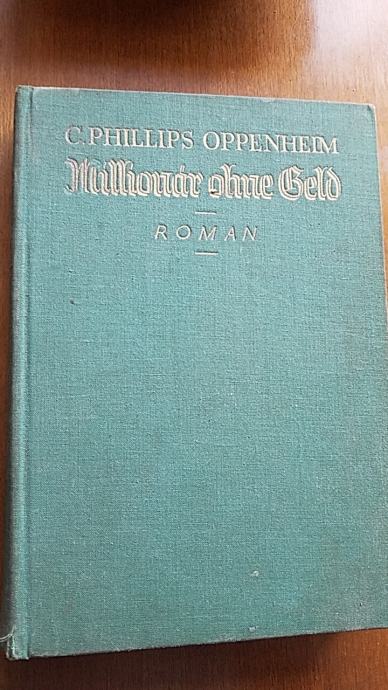 C. PHILLIPS OPPENHEIM
Millionär ohne Geld
ROMAN